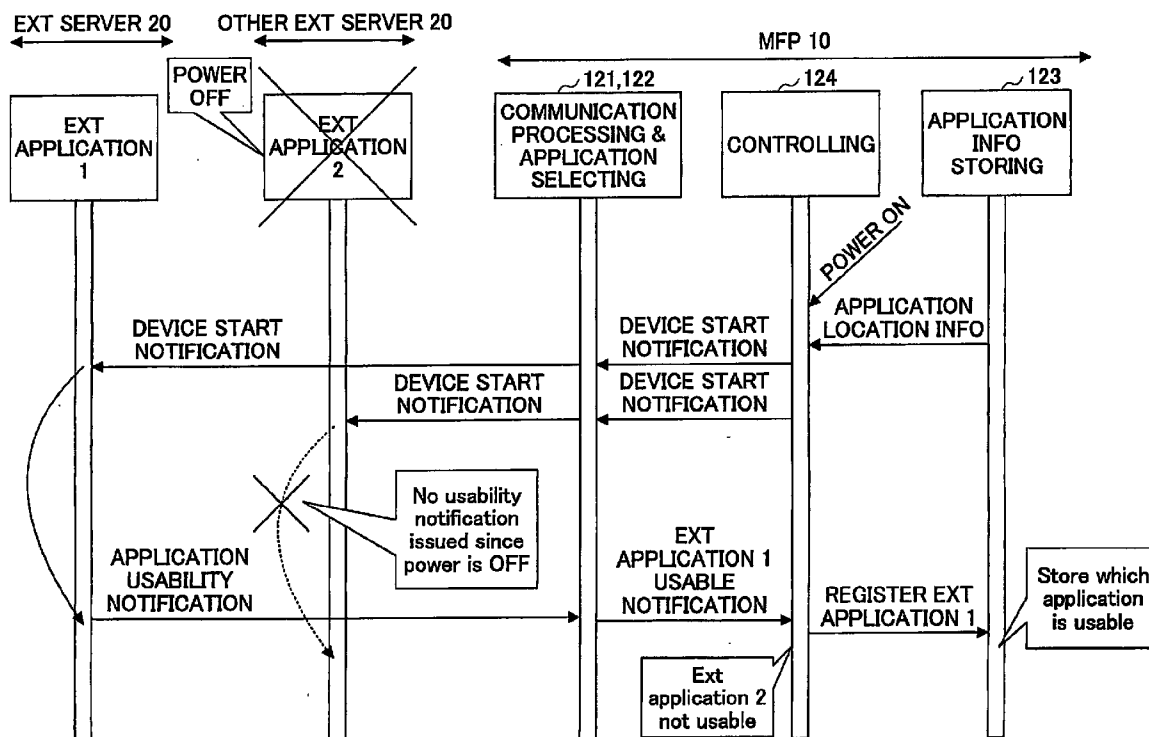 EXT SERVER 20
OTHER EXT SERVER 20
MFP 10
POWER
OFF
121,122
124
123
EXT
APPLICATION
1
EXT
APPLICATION
2
COMMUNICATION
PROCESSING &
APPLICATION
SELECTING
CONTROLLING
APPLICATION
INFO
STORING
POWER ON
APPLICATION
LOCATION INFO
DEVICE START
NOTIFICATION
DEVICE START
NOTIFICATION
DEVICE START
NOTIFICATION
DEVICE START
NOTIFICATION
No usability
notification
issued since
power is OFF
APPLICATION
USABILITY
NOTIFICATION
EXT
APPLICATION 1
USABLE
NOTIFICATION
REGISTER EXT
APPLICATION 1
Store which
application
is usable
Ext
application 2
not usable